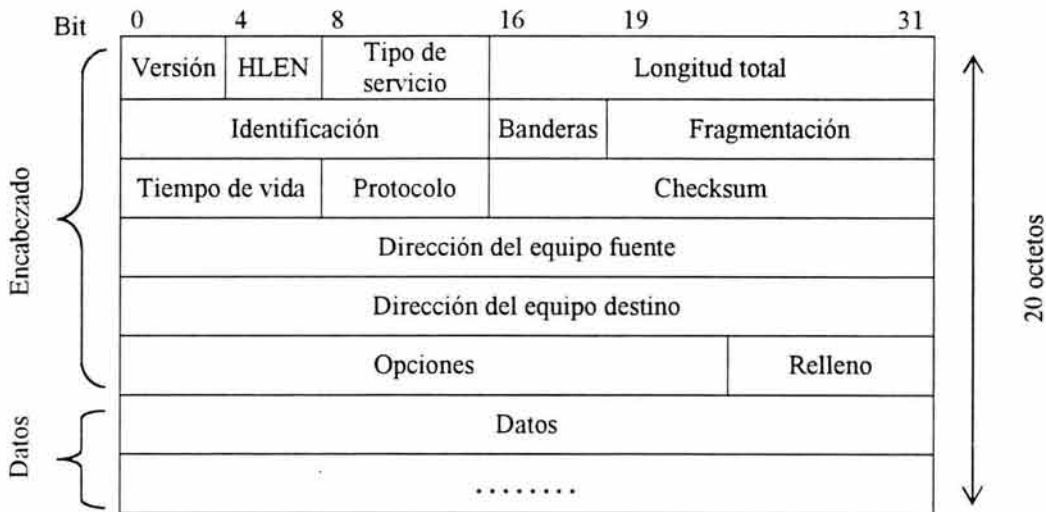 Bit 0 4 8 16 19 31
Versión HLEN Tipo de servicio Longitud total
Identificación Banderas Fragmentación
Tiempo de vida Protocolo Checksum
Dirección del equipo fuente
Dirección del equipo destino
Opciones Relleno
Datos
........
Encabezado
Datos
20 octetos